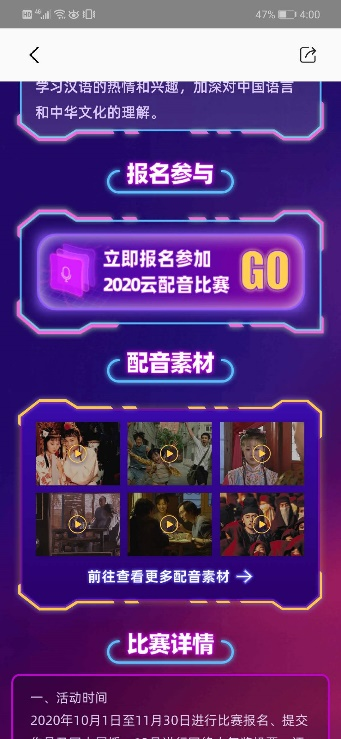 47% 4:00
学习汉语的热情和兴趣，加深对中国语言
和中华文化的理解。
报名参与
立即报名参加
2020云配音比赛
GO
配音素材
前往查看更多配音素材
比赛详情
一、活动时间
2020年10月1日至11月30日进行比赛报名、提交